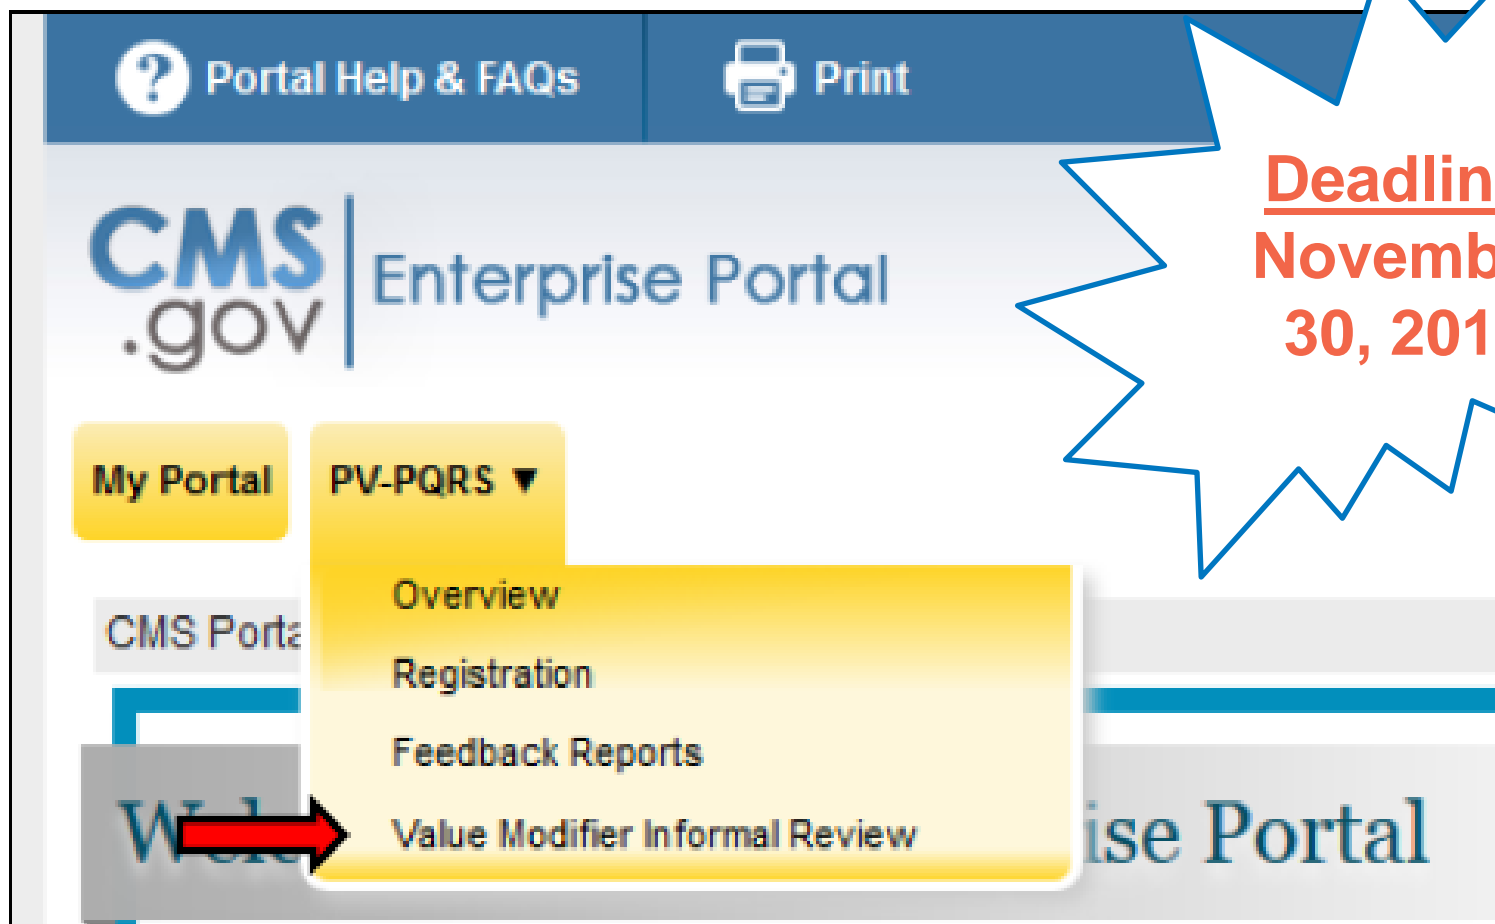 ? Portal Help & FAQs
Print
Deadlin
Novemb
30, 201
CMS
.gov
Enterprise Portal
My Portal
PV-PQRS ▼
Overview
CMS Porta
Registration
Feedback Reports
Value Modifier Informal Review
ise Portal